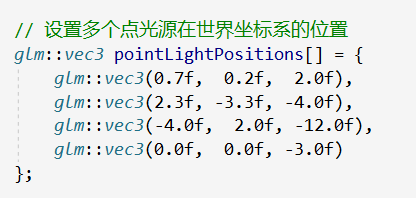 // 设置多个点光源在世界坐标系的位置
glm::vec3 pointLightPositions[] = {
    glm::vec3(0.7f,  0.2f,  2.0f),
    glm::vec3(2.3f, -3.3f, -4.0f),
    glm::vec3(-4.0f,  2.0f, -12.0f),
    glm::vec3(0.0f,  0.0f, -3.0f)
};